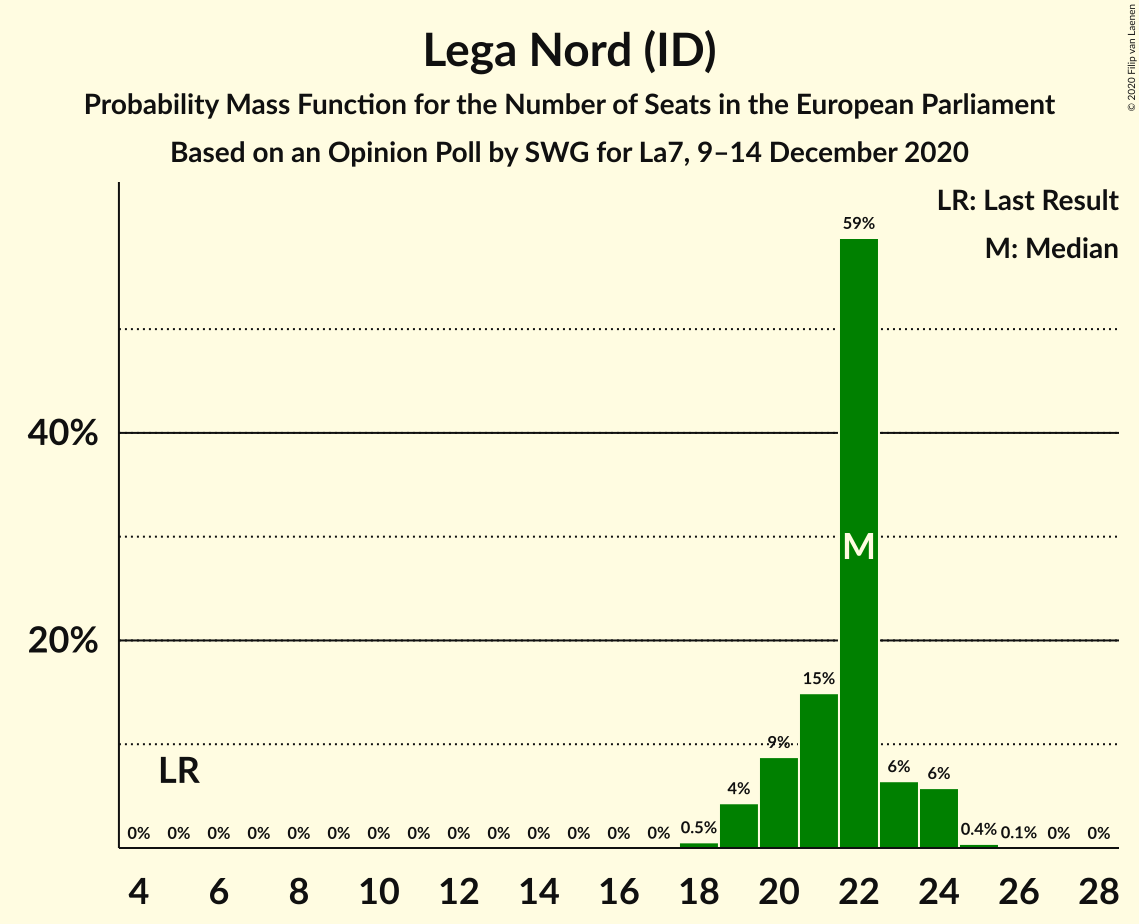 Lega Nord (ID)
Probability Mass Function for the Number of Seats in the European Parliament
Based on an Opinion Poll by SWG for La7, 9–14 December 2020
© 2020 Filip van Laenen
LR: Last Result
M: Median
59%
40%
M
20%
15%
9%
6%
6%
4%
LR
0% 0% 0% 0% 0% 0% 0% 0% 0% 0% 0% 0% 0% 0% 0.5% 0.4% 0.1% 0% 0%
4 6 8 10 12 14 16 18 20 22 24 26 28